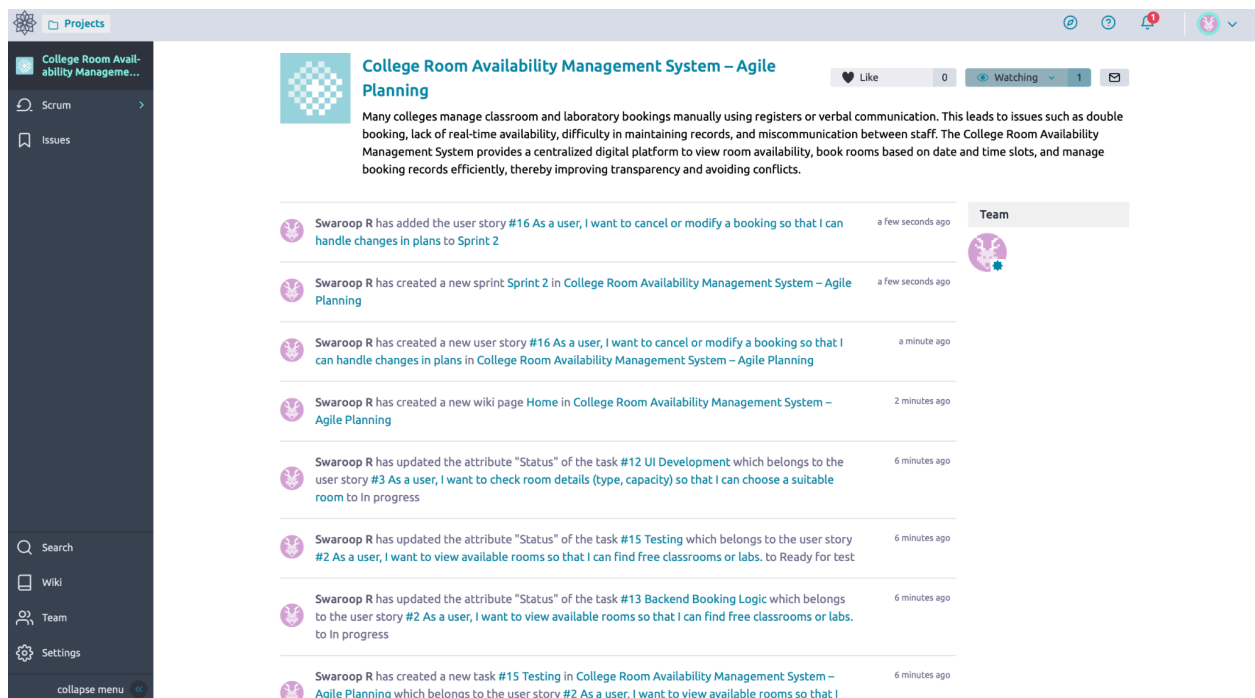 Projects
1
College Room Avail-
ability Manageme...
Scrum
Issues
College Room Availability Management System – Agile
Planning
Like
0
Watching
1
Many colleges manage classroom and laboratory bookings manually using registers or verbal communication. This leads to issues such as double
booking, lack of real-time availability, difficulty in maintaining records, and miscommunication between staff. The College Room Availability
Management System provides a centralized digital platform to view room availability, book rooms based on date and time slots, and manage
booking records efficiently, thereby improving transparency and avoiding conflicts.
Team
Swaroop R has added the user story #16 As a user, I want to cancel or modify a booking so that I can
handle changes in plans to Sprint 2
a few seconds ago
Swaroop R has created a new sprint Sprint 2 in College Room Availability Management System – Agile
Planning
a few seconds ago
Swaroop R has created a new user story #16 As a user, I want to cancel or modify a booking so that I
can handle changes in plans in College Room Availability Management System – Agile Planning
a minute ago
Swaroop R has created a new wiki page Home in College Room Availability Management System –
Agile Planning
2 minutes ago
Swaroop R has updated the attribute "Status" of the task #12 UI Development which belongs to the
user story #3 As a user, I want to check room details (type, capacity) so that I can choose a suitable
room to In progress
6 minutes ago
Swaroop R has updated the attribute "Status" of the task #15 Testing which belongs to the user story
#2 As a user, I want to view available rooms so that I can find free classrooms or labs. to Ready for test
6 minutes ago
Swaroop R has updated the attribute "Status" of the task #13 Backend Booking Logic which belongs
to the user story #2 As a user, I want to view available rooms so that I can find free classrooms or labs.
to In progress
6 minutes ago
Swaroop R has created a new task #15 Testing in College Room Availability Management System –
Agile Planning which belongs to the user story #2 As a user, I want to view available rooms so that I
6 minutes ago
Search
Wiki
Team
Settings
collapse menu